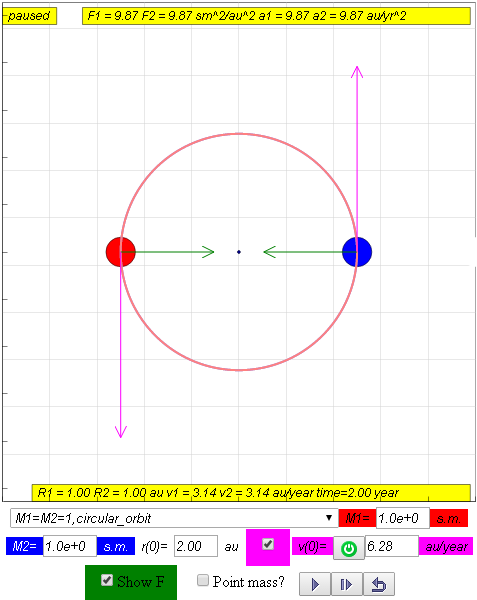 paused F1 = 9.87 F2 = 9.87 sm^2/au^2 a1 = 9.87 a2 = 9.87 au/yr^2
R1 = 1.00 R2 = 1.00 au v1 = 3.14 v2 = 3.14 au/year time=2.00 year
M1=M2=1,circular_orbit M1= 1.0e+0 s.m.
M2= 1.0e+0 s.m. r(0)= 2.00 au v(0)= 6.28 au/year
Show F Point mass?